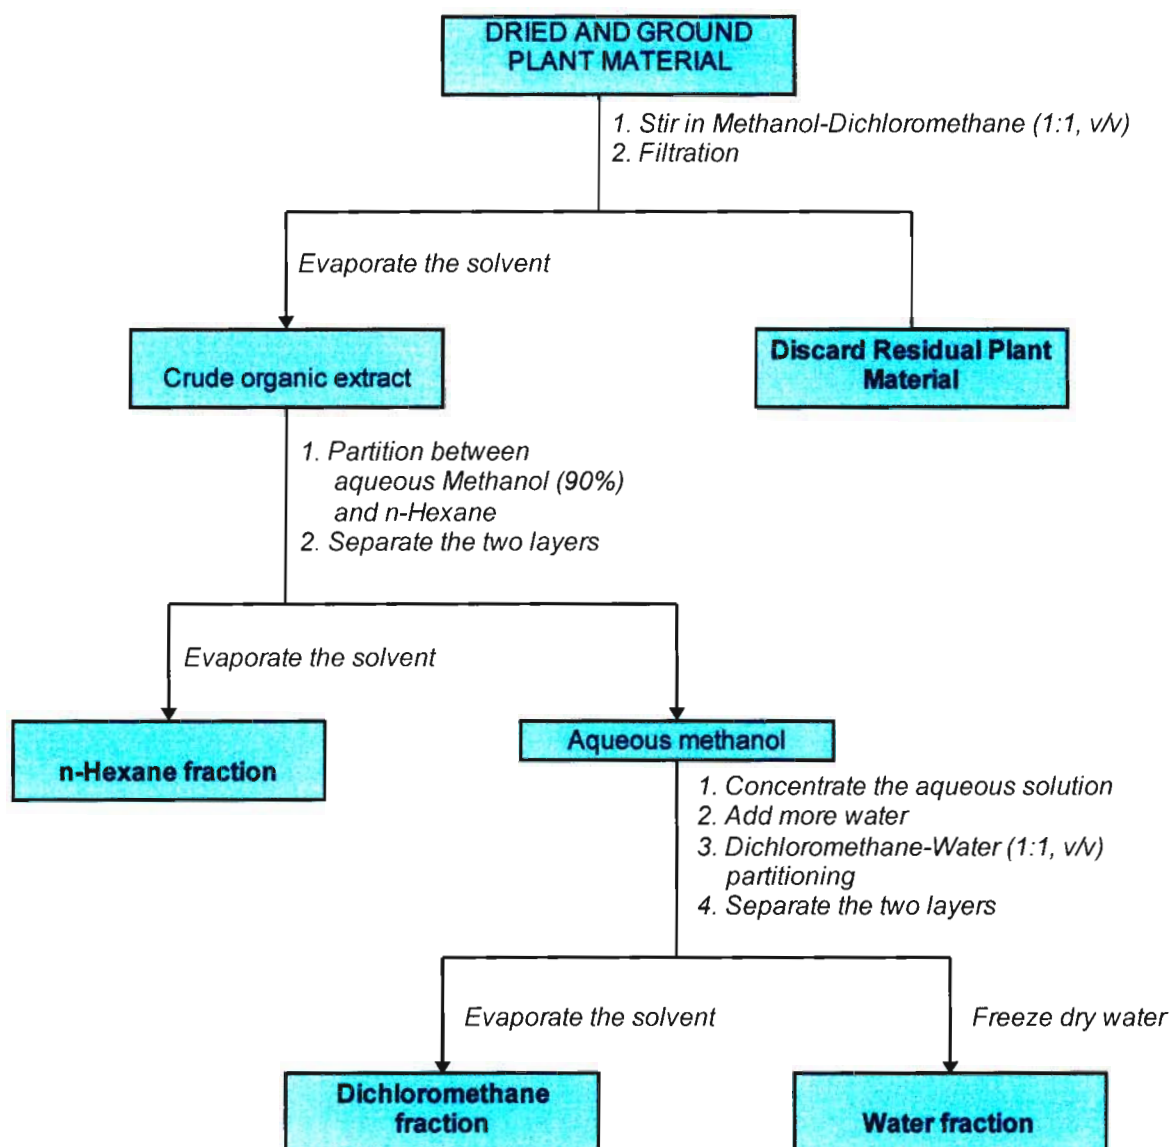 DRIED AND GROUND
PLANT MATERIAL
1. Stir in Methanol-Dichloromethane (1:1, v/v)
2. Filtration
Evaporate the solvent
Crude organic extract
Discard Residual Plant
Material
1. Partition between
aqueous Methanol (90%)
and n-Hexane
2. Separate the two layers
Evaporate the solvent
n-Hexane fraction
Aqueous methanol
1. Concentrate the aqueous solution
2. Add more water
3. Dichloromethane-Water (1:1, v/v)
partitioning
4. Separate the two layers
Evaporate the solvent
Freeze dry water
Dichloromethane
fraction
Water fraction